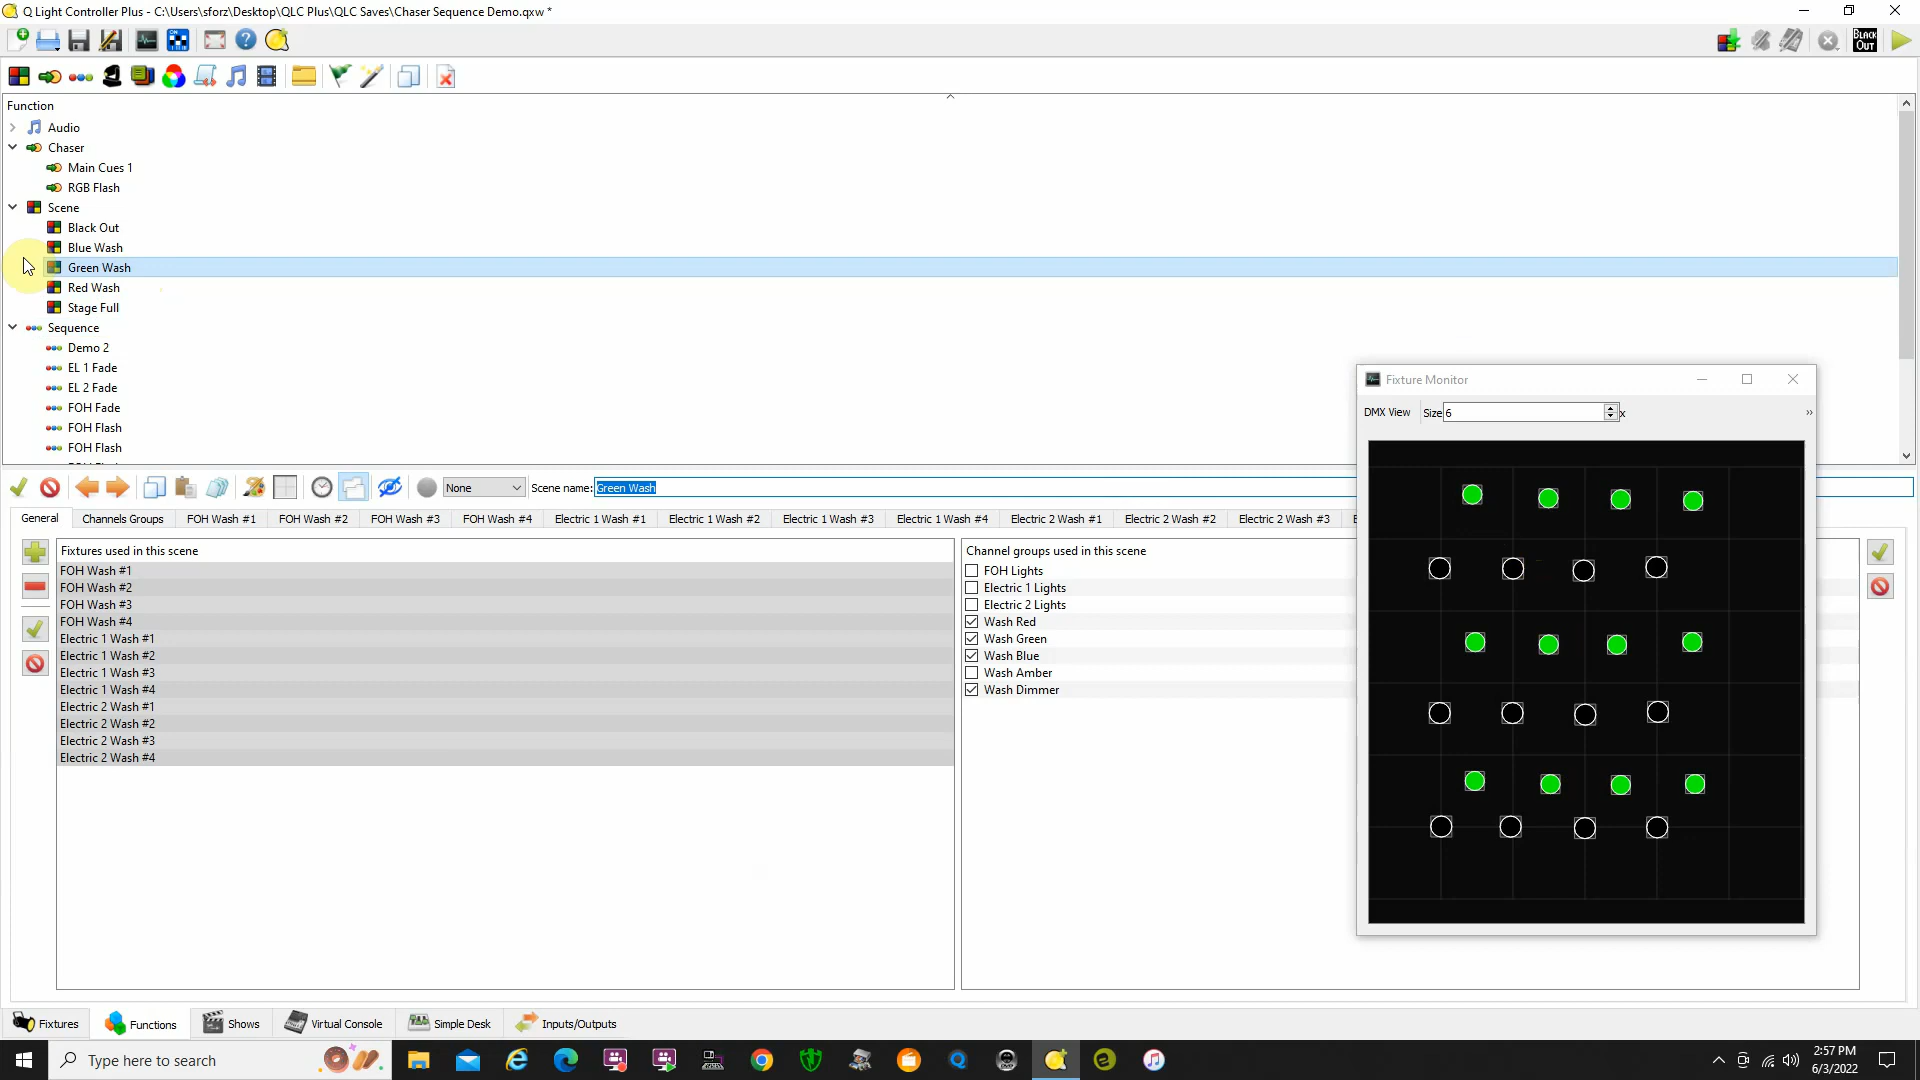 Q Light Controller Plus - C:\Users\sforz\Desktop\QLC Plus\QLC Saves\Chaser Sequence Demo.qxw *
BLACK OUT
Function
Audio
Chaser
Main Cues 1
RGB Flash
Scene
Black Out
Blue Wash
Green Wash
Red Wash
Stage Full
Sequence
Demo 2
EL 1 Fade
EL 2 Fade
FOH Fade
FOH Flash
FOH Flash
None Scene name: Green Wash
General Channels Groups FOH Wash #1 FOH Wash #2 FOH Wash #3 FOH Wash #4 Electric 1 Wash #1 Electric 1 Wash #2 Electric 1 Wash #3 Electric 1 Wash #4 Electric 2 Wash #1 Electric 2 Wash #2 Electric 2 Wash #3
Fixtures used in this scene
FOH Wash #1
FOH Wash #2
FOH Wash #3
FOH Wash #4
Electric 1 Wash #1
Electric 1 Wash #2
Electric 1 Wash #3
Electric 1 Wash #4
Electric 2 Wash #1
Electric 2 Wash #2
Electric 2 Wash #3
Electric 2 Wash #4
Channel groups used in this scene
FOH Lights
Electric 1 Lights
Electric 2 Lights
Wash Red
Wash Green
Wash Blue
Wash Amber
Wash Dimmer
Fixture Monitor
DMX View Size 6 x »
Fixtures Functions Shows Virtual Console Simple Desk Inputs/Outputs
Type here to search
2:57 PM
6/3/2022